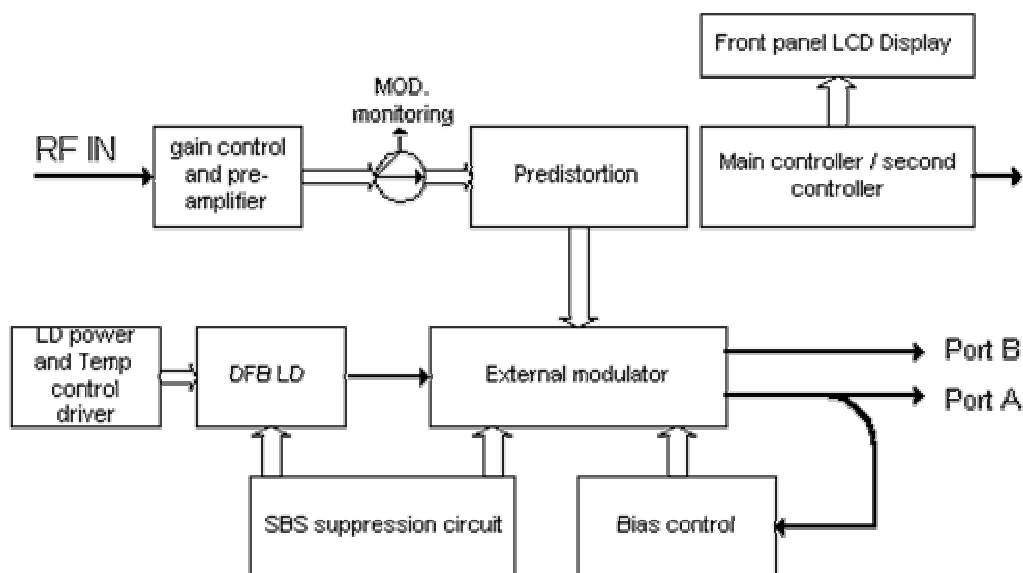 Front panel LCD Display
MOD.
monitoring
RF IN
gain control
and pre-
amplifier
Predistortion
Main controller / second
controller
LD power
and Temp
control
driver
DFB LD
External modulator
Port B
Port A
SBS suppression circuit
Bias control